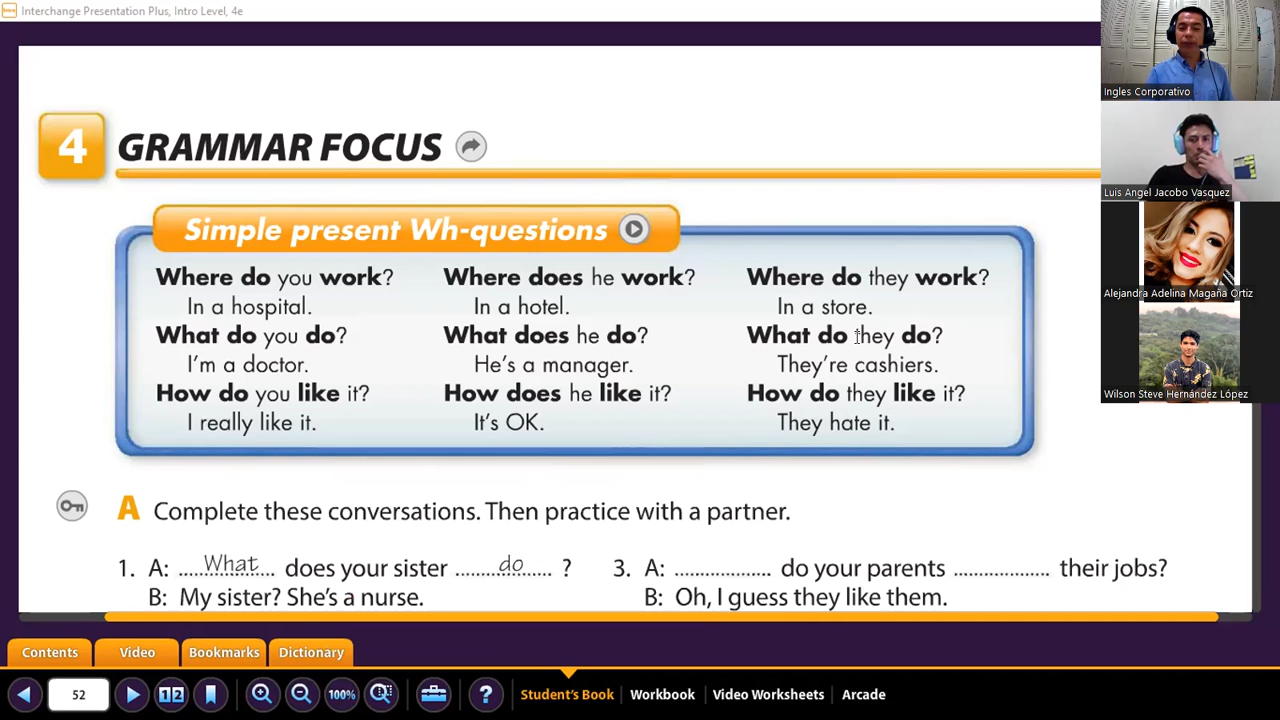 Interchange Presentation Plus, Intro Level, 4e
4 GRAMMAR FOCUS
Simple present Wh-questions
Where do you work? Where does he work? Where do they work?
In a hospital. In a hotel. In a store.
What do you do? What does he do? What do they do?
I'm a doctor. He's a manager. They're cashiers.
How do you like it? How does he like it? How do they like it?
I really like it. It's OK. They hate it.
A Complete these conversations. Then practice with a partner.
1. A: What does your sister do ? 3. A: .................. do your parents .................. their jobs?
B: My sister? She's a nurse. B: Oh, I guess they like them.
Contents Video Bookmarks Dictionary
52 1 2 100% ? Student's Book Workbook Video Worksheets Arcade
Ingles Corporativo
Luis Angel Jacobo Vasquez
Alejandra Adelina Magaña Ortiz
Wilson Steve Hernández López